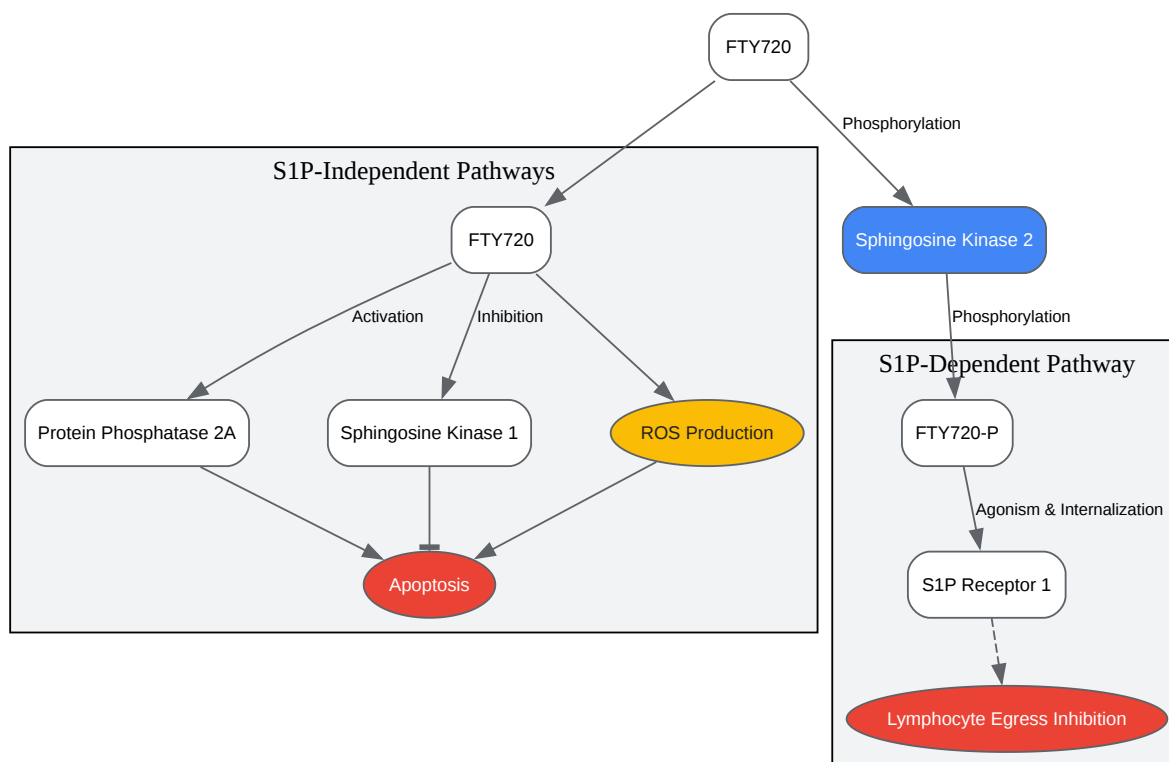 FTY720
Phosphorylation
S1P-Independent Pathways
FTY720
Sphingosine Kinase 2
Activation
Inhibition
Phosphorylation
S1P-Dependent Pathway
Protein Phosphatase 2A
Sphingosine Kinase 1
ROS Production
FTY720-P
Agonism & Internalization
Apoptosis
S1P Receptor 1
Lymphocyte Egress Inhibition